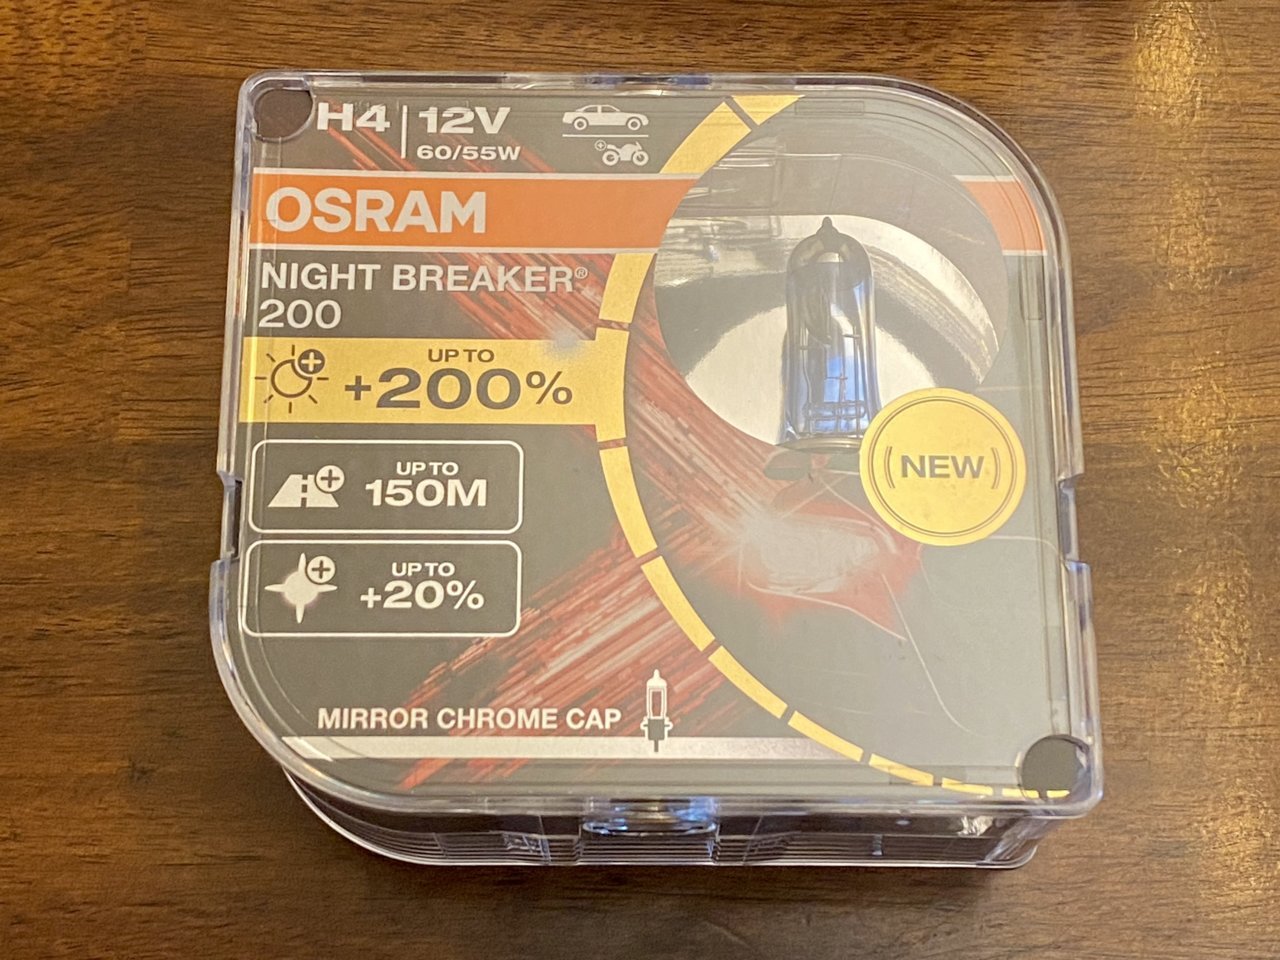 H4 | 12V
60/55W
OSRAM
NIGHT BREAKER®
200
UP TO
+200%
UP TO
150M
UP TO
+20%
NEW
MIRROR CHROME CAP